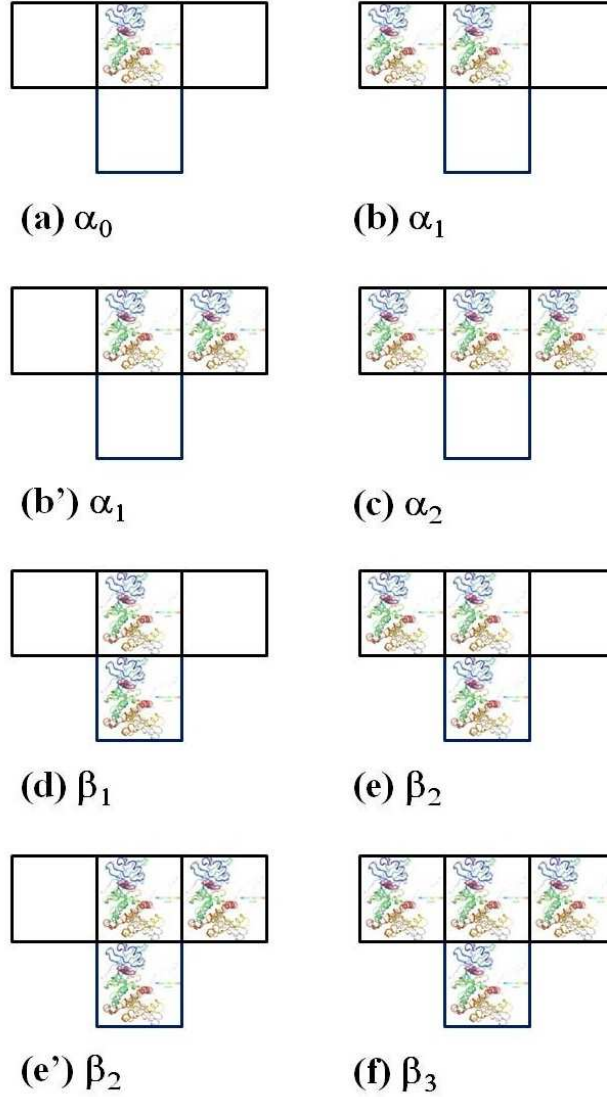 (a) α₀
(b) α₁
(b’) α₁
(c) α₂
(d) β₁
(e) β₂
(e’) β₂
(f) β₃